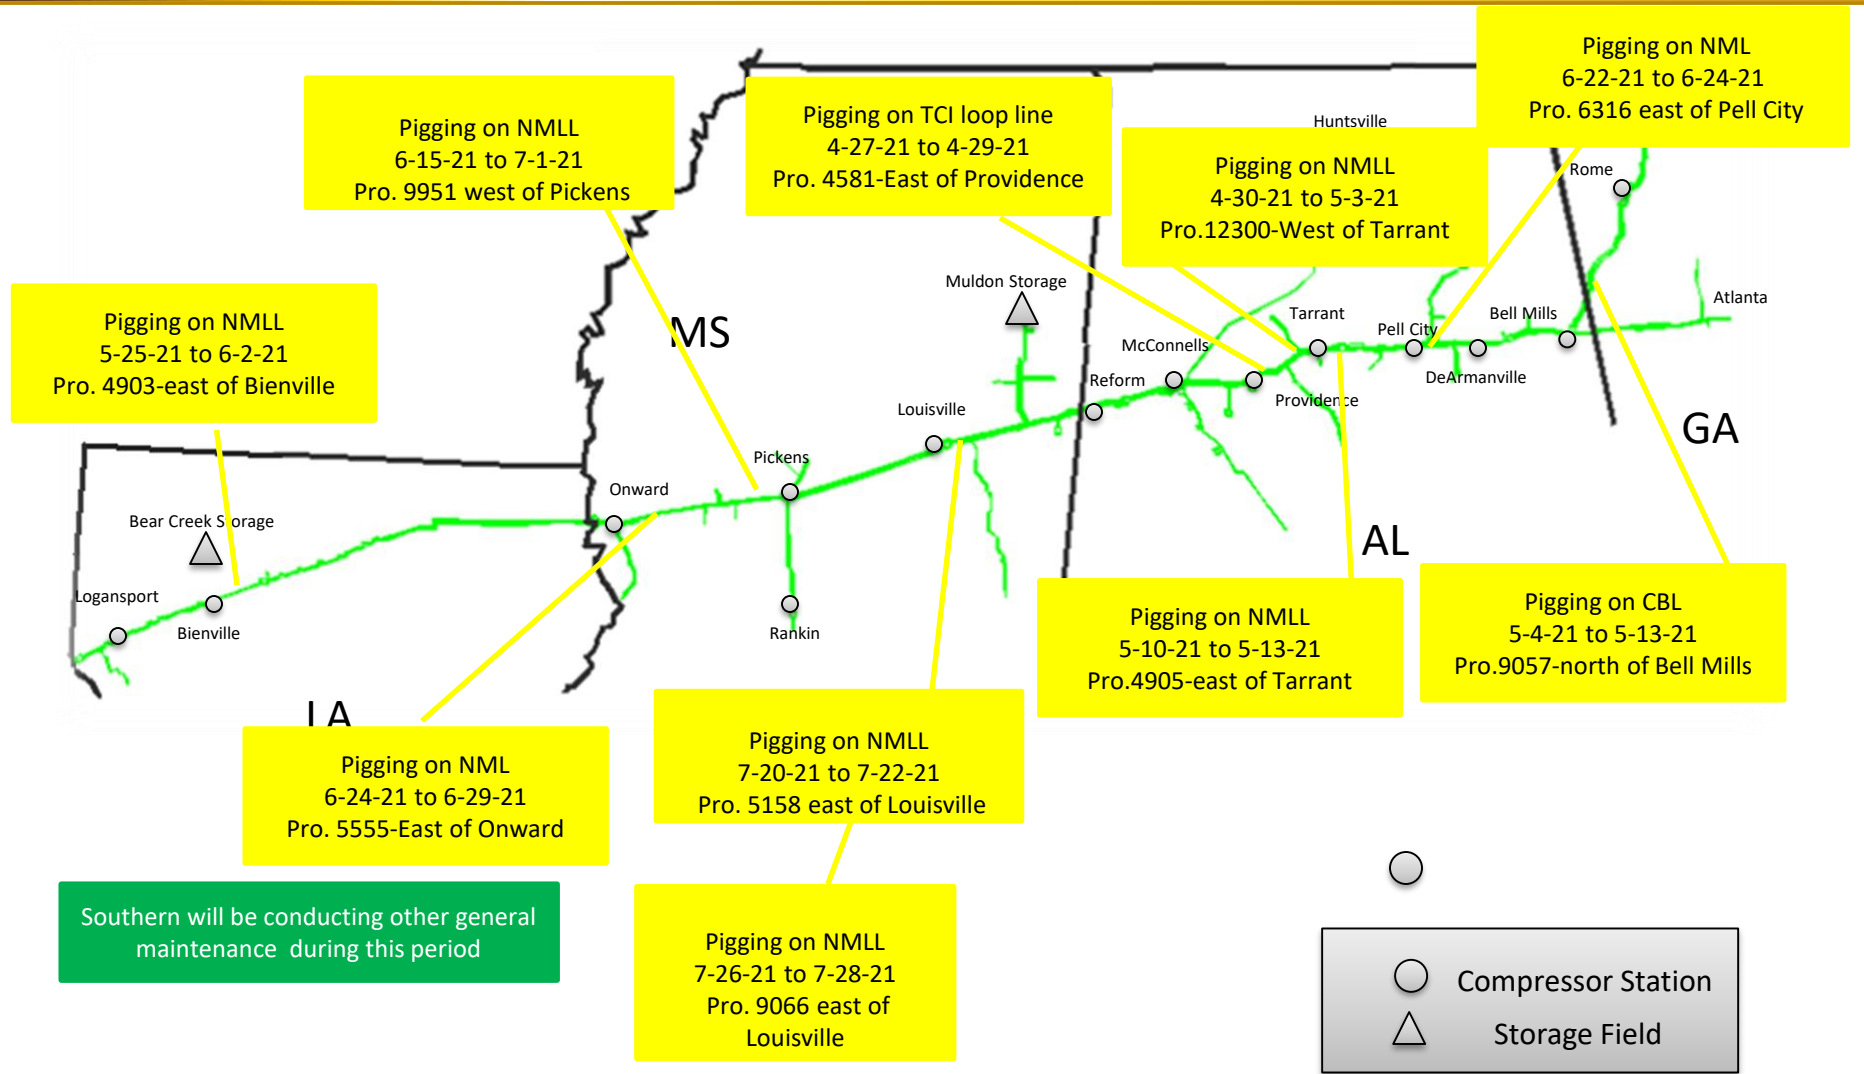 Pigging on NML
6-22-21 to 6-24-21
Pro. 6316 east of Pell City
Pigging on NMLL
6-15-21 to 7-1-21
Pro. 9951 west of Pickens
Pigging on TCI loop line
4-27-21 to 4-29-21
Pro. 4581-East of Providence
Huntsville
Pigging on NMLL
4-30-21 to 5-3-21
Pro.12300-West of Tarrant
Rome
Pigging on NMLL
5-25-21 to 6-2-21
Pro. 4903-east of Bienville
MS
Muldon Storage
Tarrant
Pell City
Bell Mills
Atlanta
McConnells
Reform
DeArmanville
Providence
Louisville
GA
Pickens
Onward
Bear Creek Storage
AL
Logansport
Bienville
Rankin
Pigging on NMLL
5-10-21 to 5-13-21
Pro.4905-east of Tarrant
Pigging on CBL
5-4-21 to 5-13-21
Pro.9057-north of Bell Mills
LA
Pigging on NML
6-24-21 to 6-29-21
Pro. 5555-East of Onward
Pigging on NMLL
7-20-21 to 7-22-21
Pro. 5158 east of Louisville
Southern will be conducting other general
maintenance during this period
Pigging on NMLL
7-26-21 to 7-28-21
Pro. 9066 east of
Louisville
Compressor Station
Storage Field